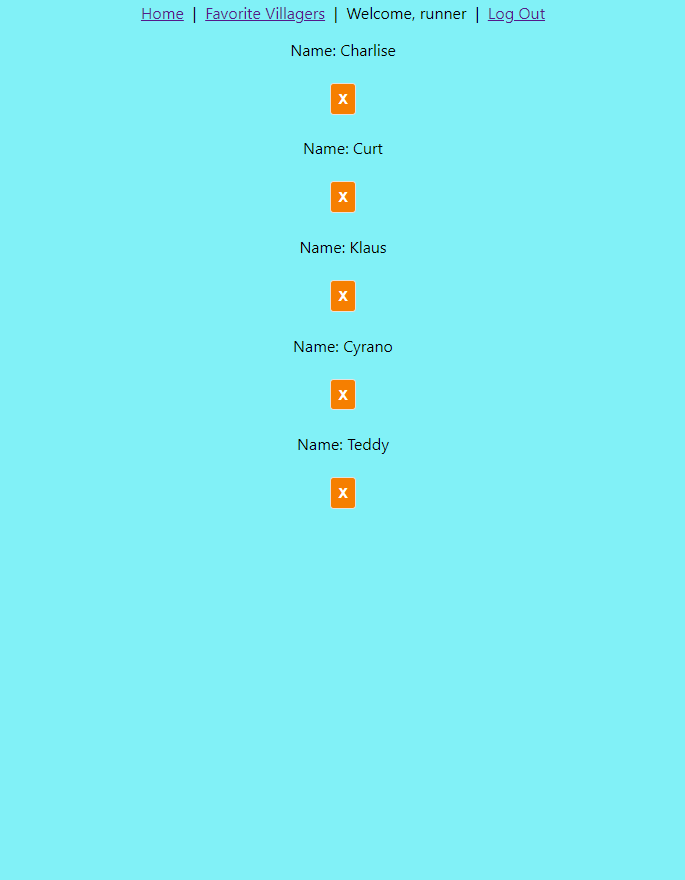 Home | Favorite Villagers | Welcome, runner | Log Out
Name: Charlise
X
Name: Curt
X
Name: Klaus
X
Name: Cyrano
X
Name: Teddy
X